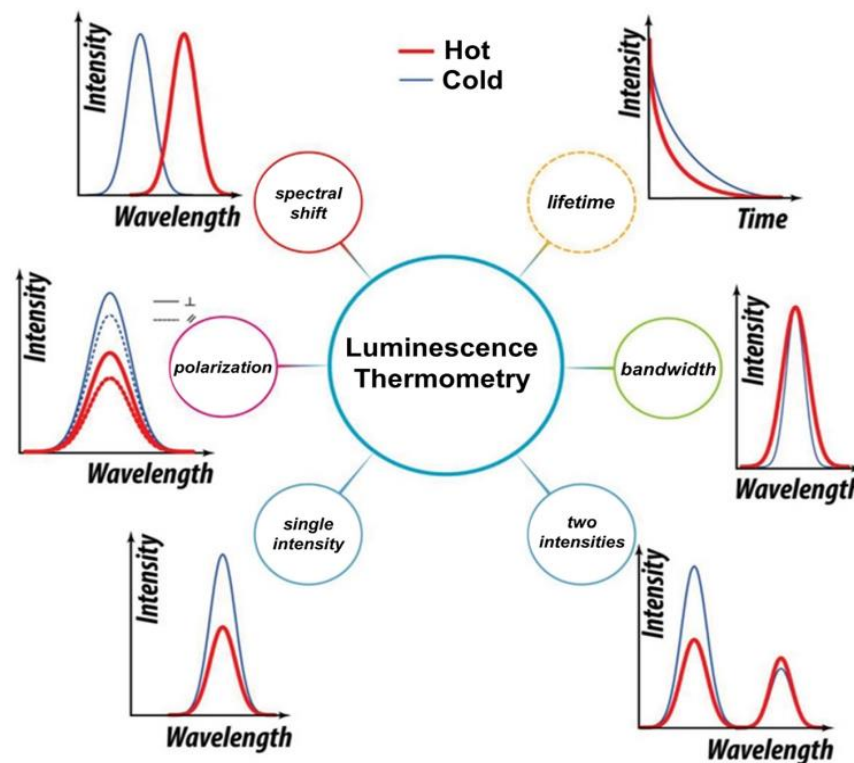 Intensity
Wavelength
Hot
Cold
Intensity
Time
spectral
shift
lifetime
Intensity
⊥
//
Wavelength
polarization
Luminescence
Thermometry
bandwidth
Intensity
Wavelength
single
intensity
two
intensities
Intensity
Wavelength
Intensity
Wavelength